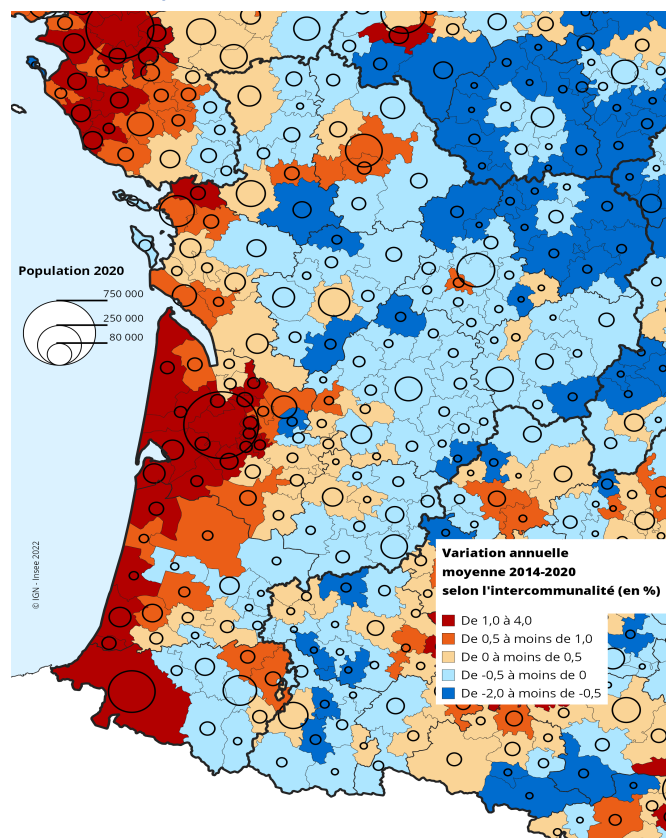 Population 2020
750 000
250 000
80 000
© IGN - Insee 2022
Variation annuelle
moyenne 2014-2020
selon l'intercommunalité (en %)
De 1,0 à 4,0
De 0,5 à moins de 1,0
De 0 à moins de 0,5
De -0,5 à moins de 0
De -2,0 à moins de -0,5